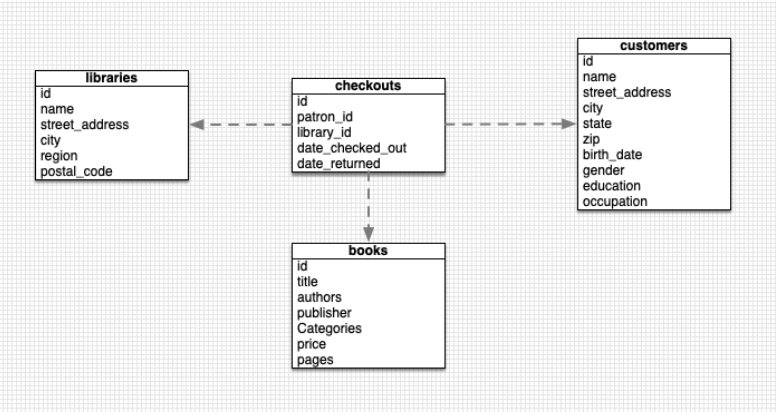 libraries
id
name
street_address
city
region
postal_code
checkouts
id
patron_id
library_id
date_checked_out
date_returned
customers
id
name
street_address
city
state
zip
birth_date
gender
education
occupation
books
id
title
authors
publisher
Categories
price
pages